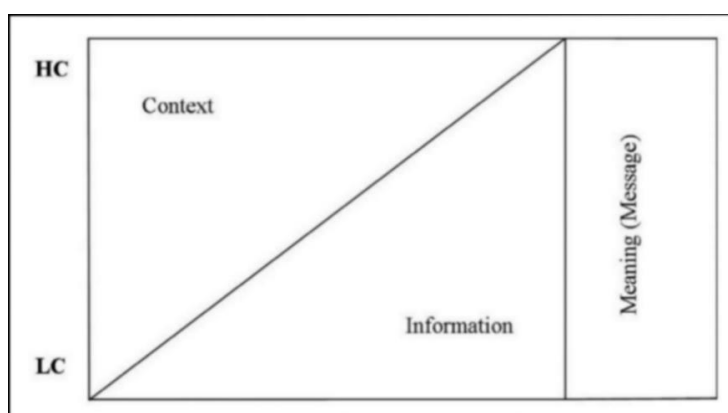 HC
Context
Meaning (Message)
Information
LC